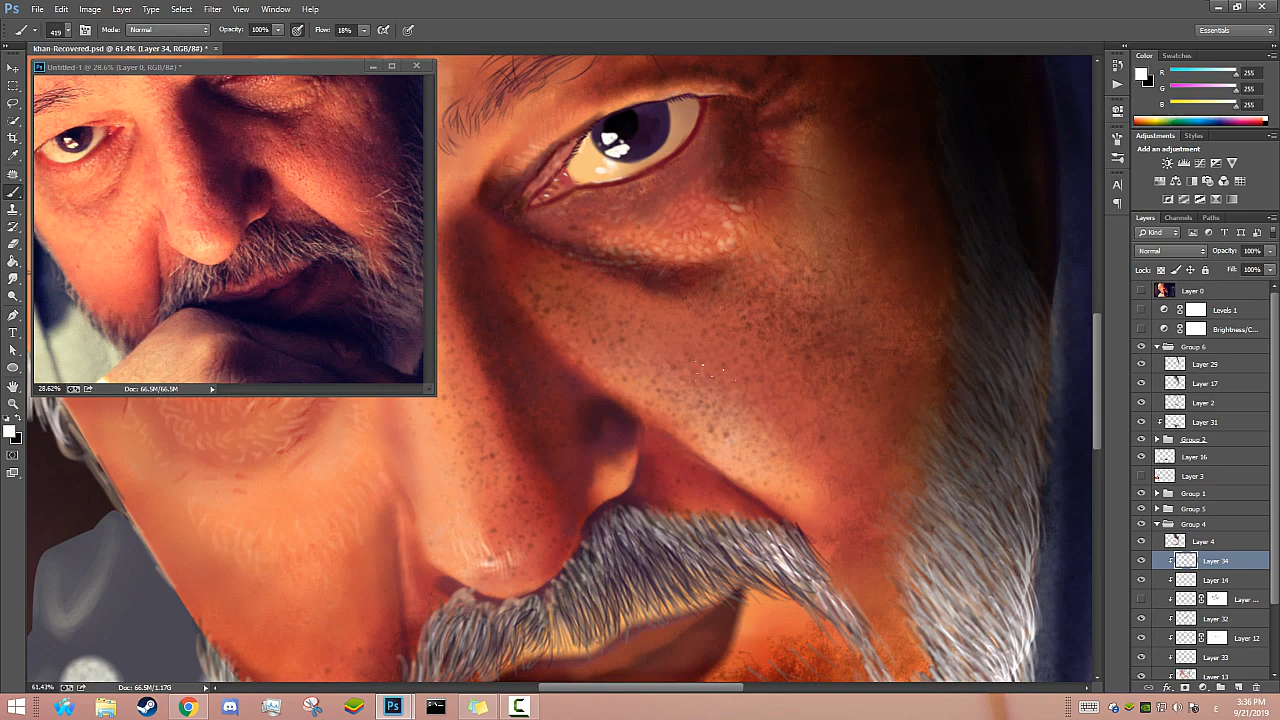 Ps File Edit Image Layer Type Select Filter 3D View Window Help
419 Mode: Normal Opacity: 100% Flow: 18% Essentials
khan-Recovered.psd @ 61.4% (Layer 34, RGB/8#) * ×
Untitled-1 @ 28.6% (Layer 0, RGB/8#) *
28.62% Doc: 66.5M/66.5M
Color Swatches
R 255
G 255
B 255
Adjustments Styles
Add an adjustment
Layers Channels Paths
Kind
Normal Opacity: 100%
Lock: Fill: 100%
Layer 0
Levels 1
Brightness/C...
Group 6
Layer 29
Layer 17
Layer 2
Layer 31
Group 2
Layer 16
Layer 3
Group 1
Group 5
Group 4
Layer 4
Layer 34
Layer 14
Layer ...
Layer 32
Layer 12
Layer 33
Layer 13
61.43% Doc: 66.5M/1.17G
3:36 PM
9/21/2019